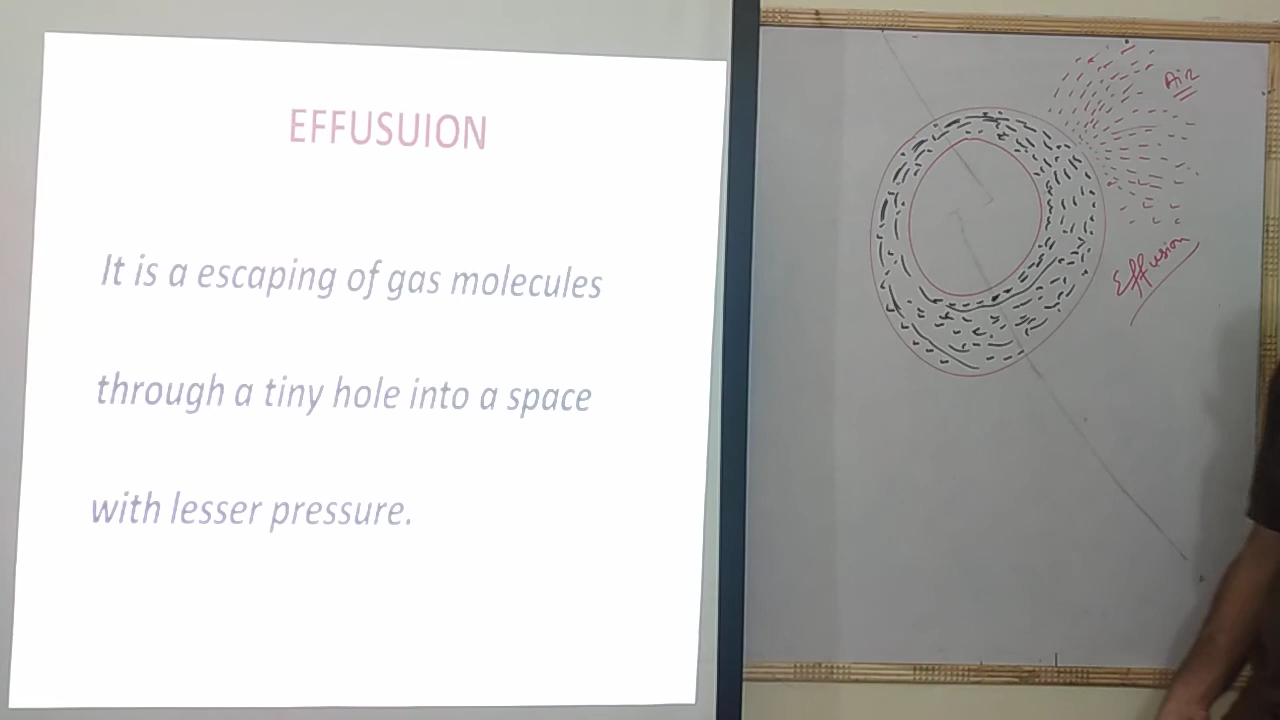 EFFUSUION
It is a escaping of gas molecules
through a tiny hole into a space
with lesser pressure.
Air
Effusion